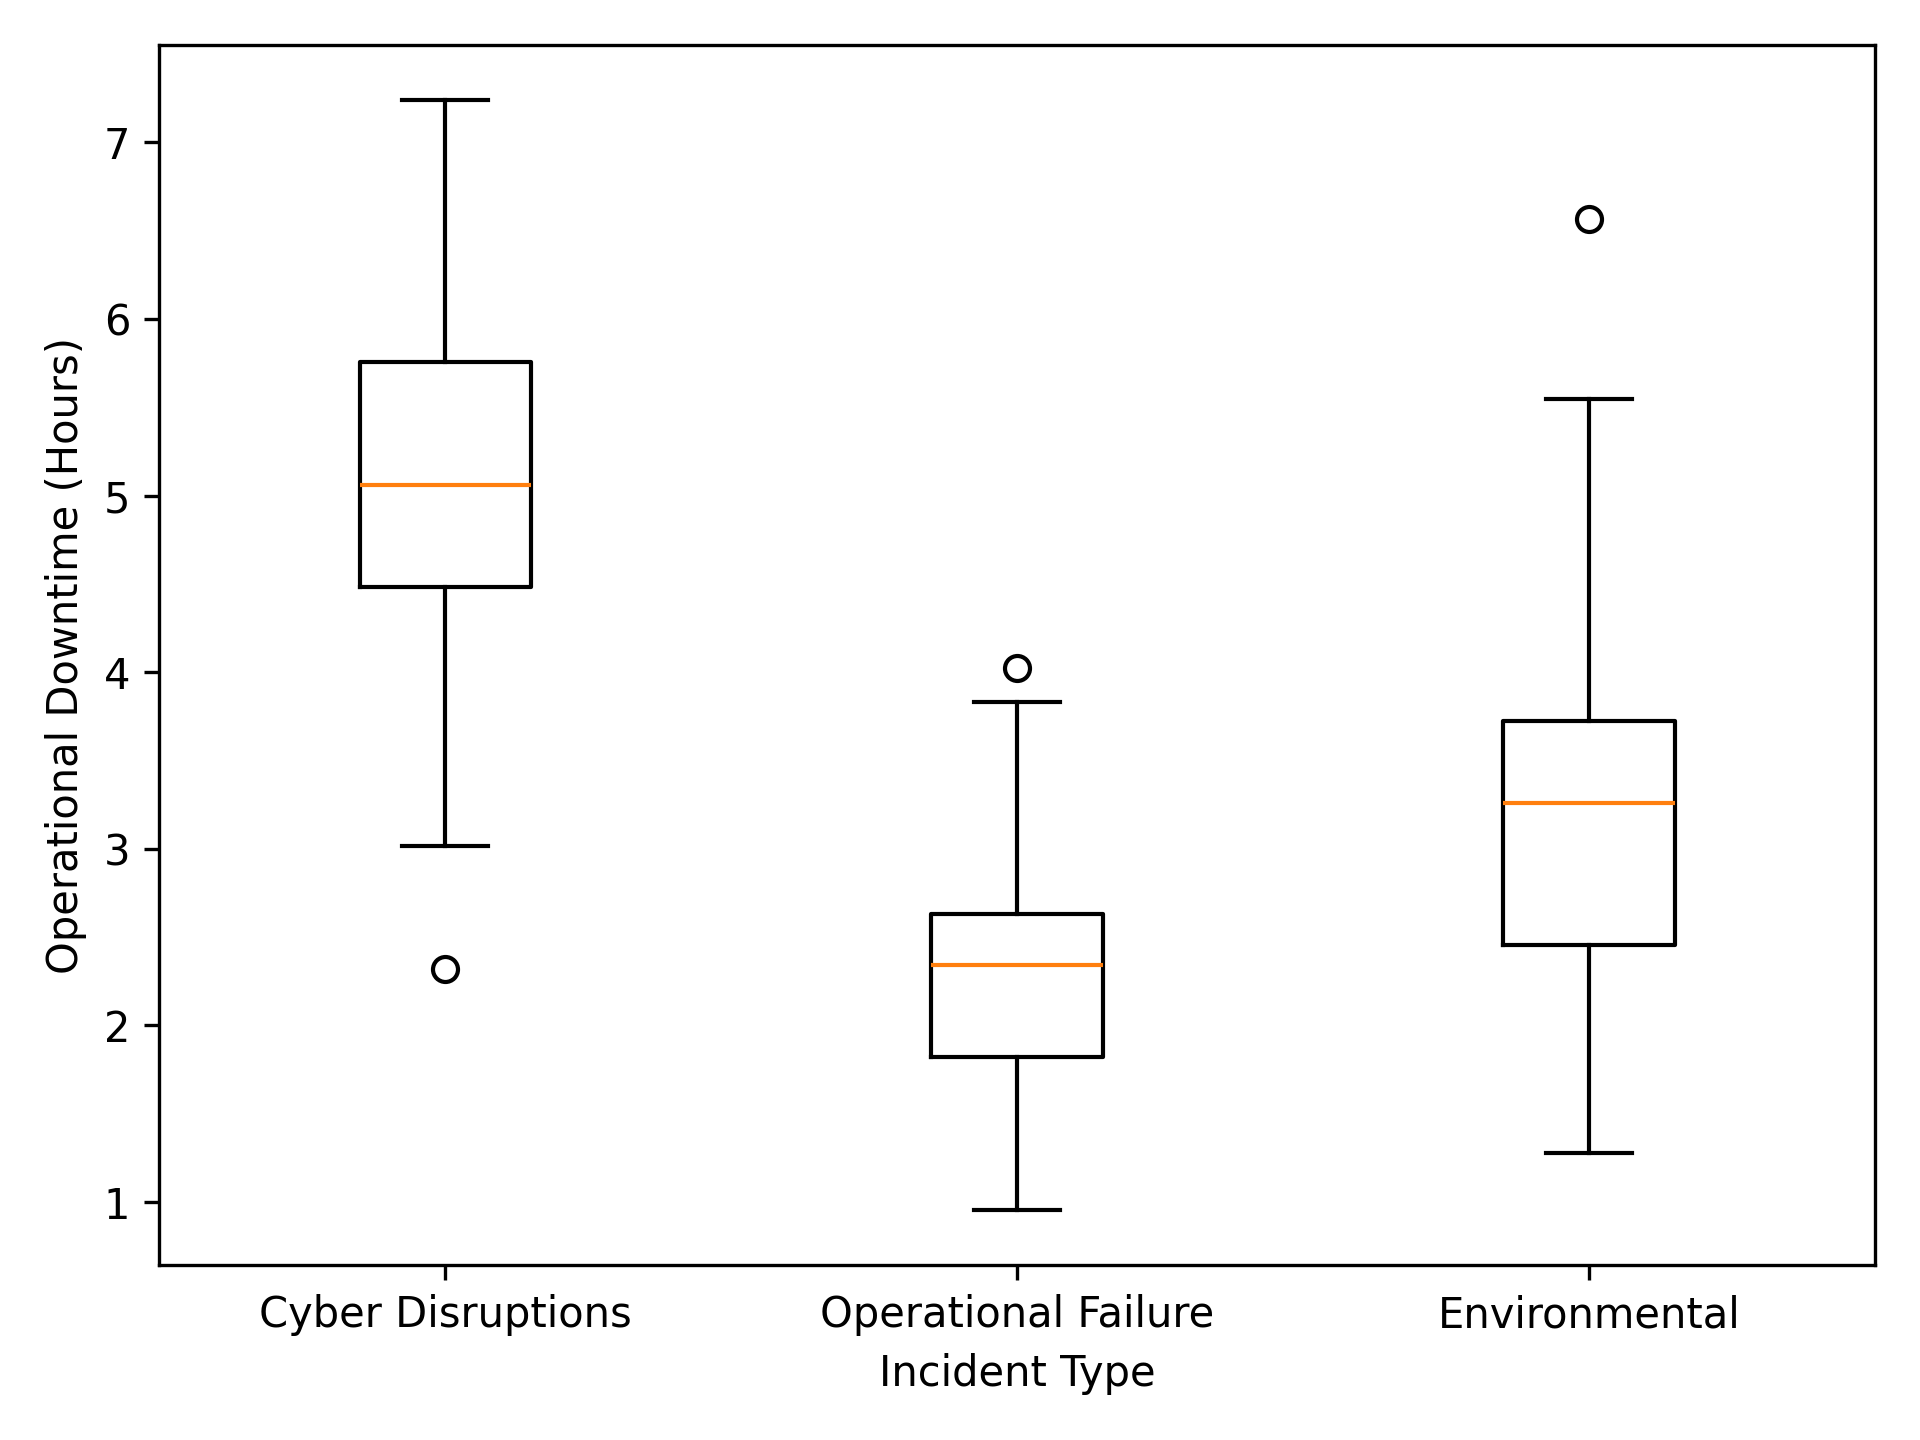 Operational Downtime (Hours)
7
6
5
4
3
2
1
Cyber Disruptions
Operational Failure
Environmental
Incident Type